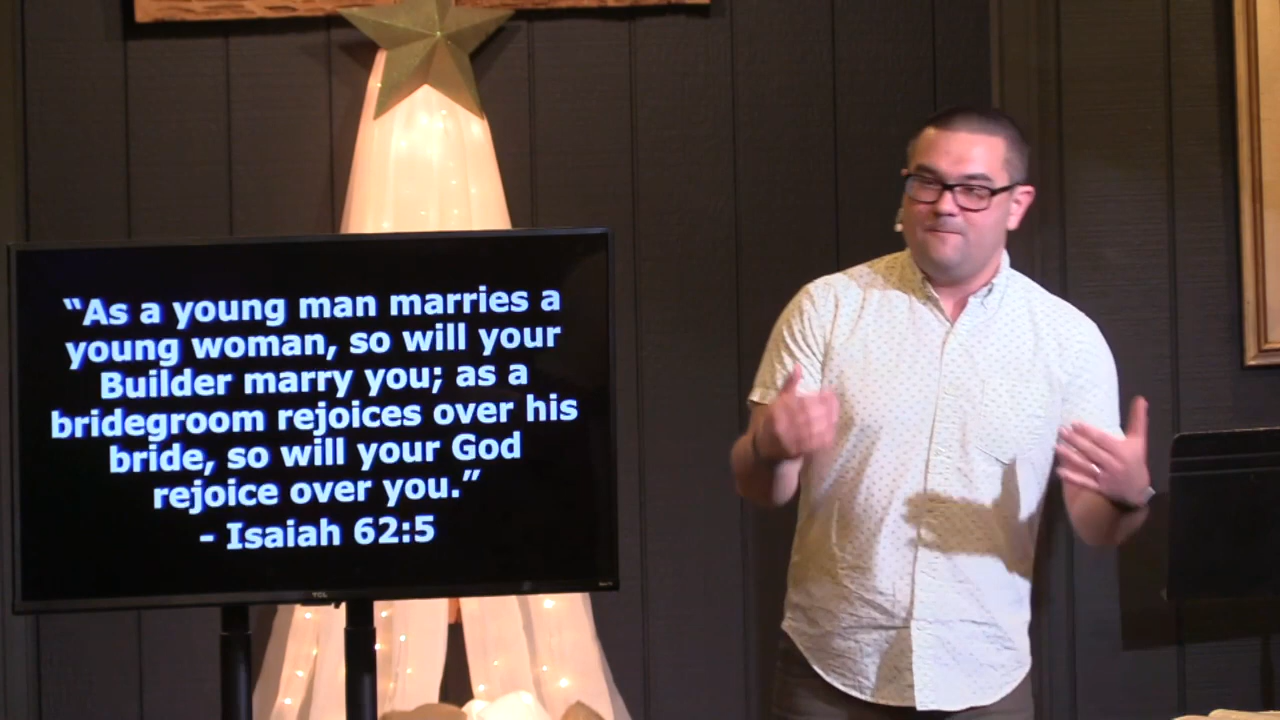 “As a young man marries a
young woman, so will your
Builder marry you; as a
bridegroom rejoices over his
bride, so will your God
rejoice over you.”
- Isaiah 62:5
TCL